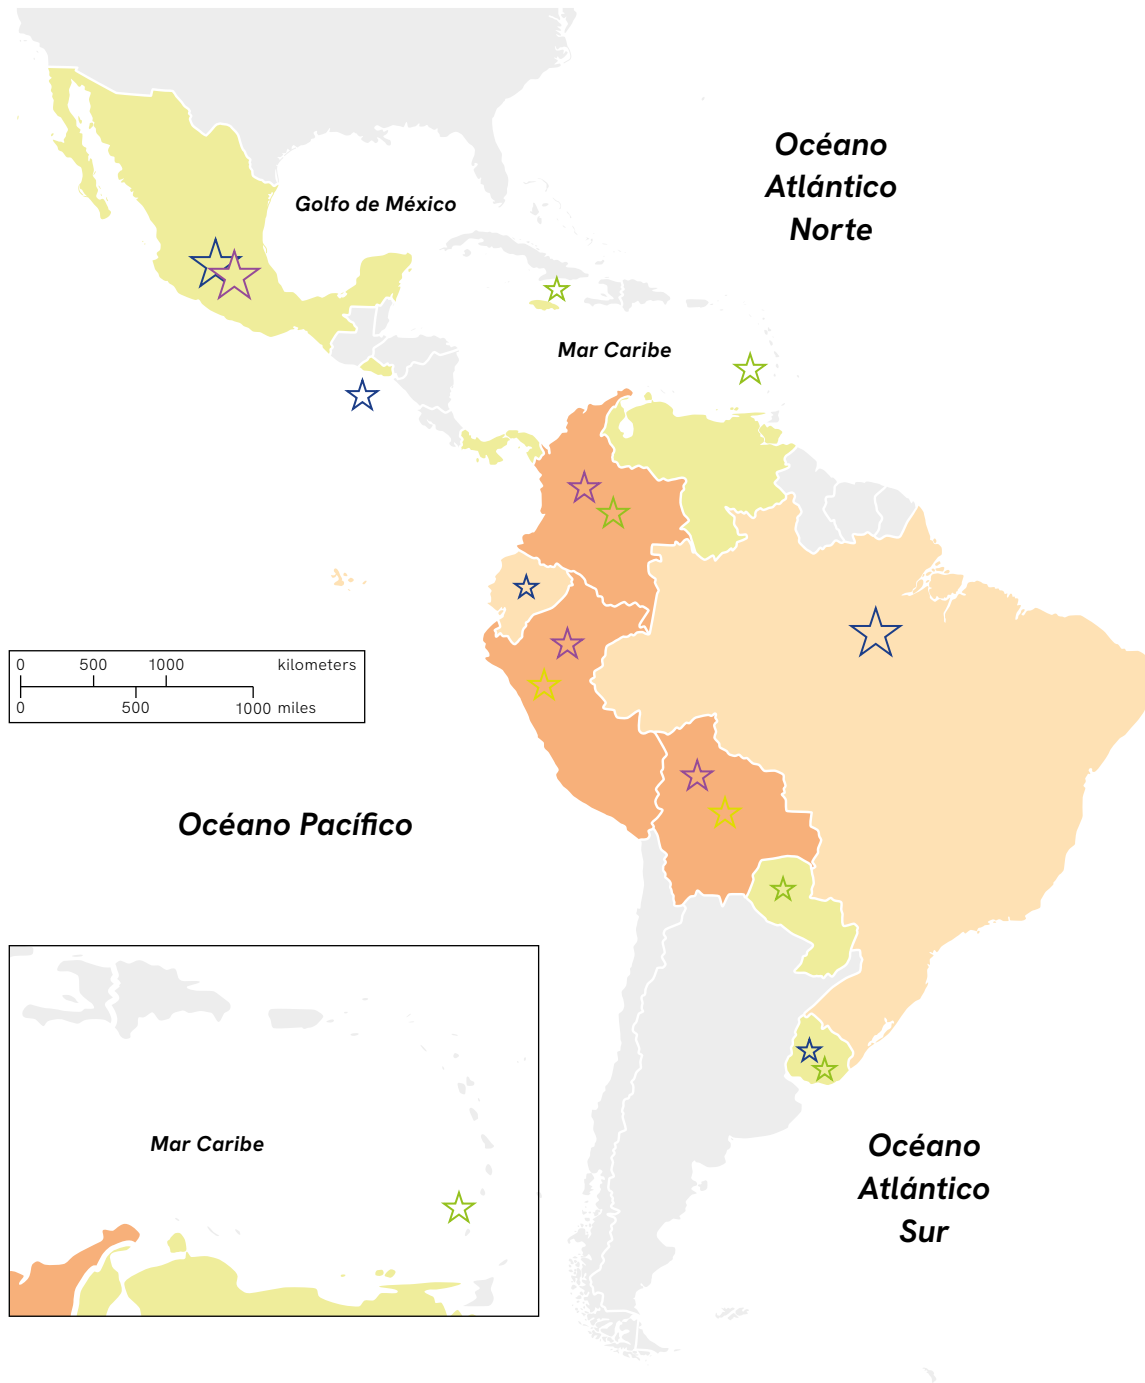 Océano
Atlántico
Norte
Golfo de México
Mar Caribe
0 500 1000 kilometers
0 500 1000 miles
Océano Pacífico
Mar Caribe
Océano
Atlántico
Sur